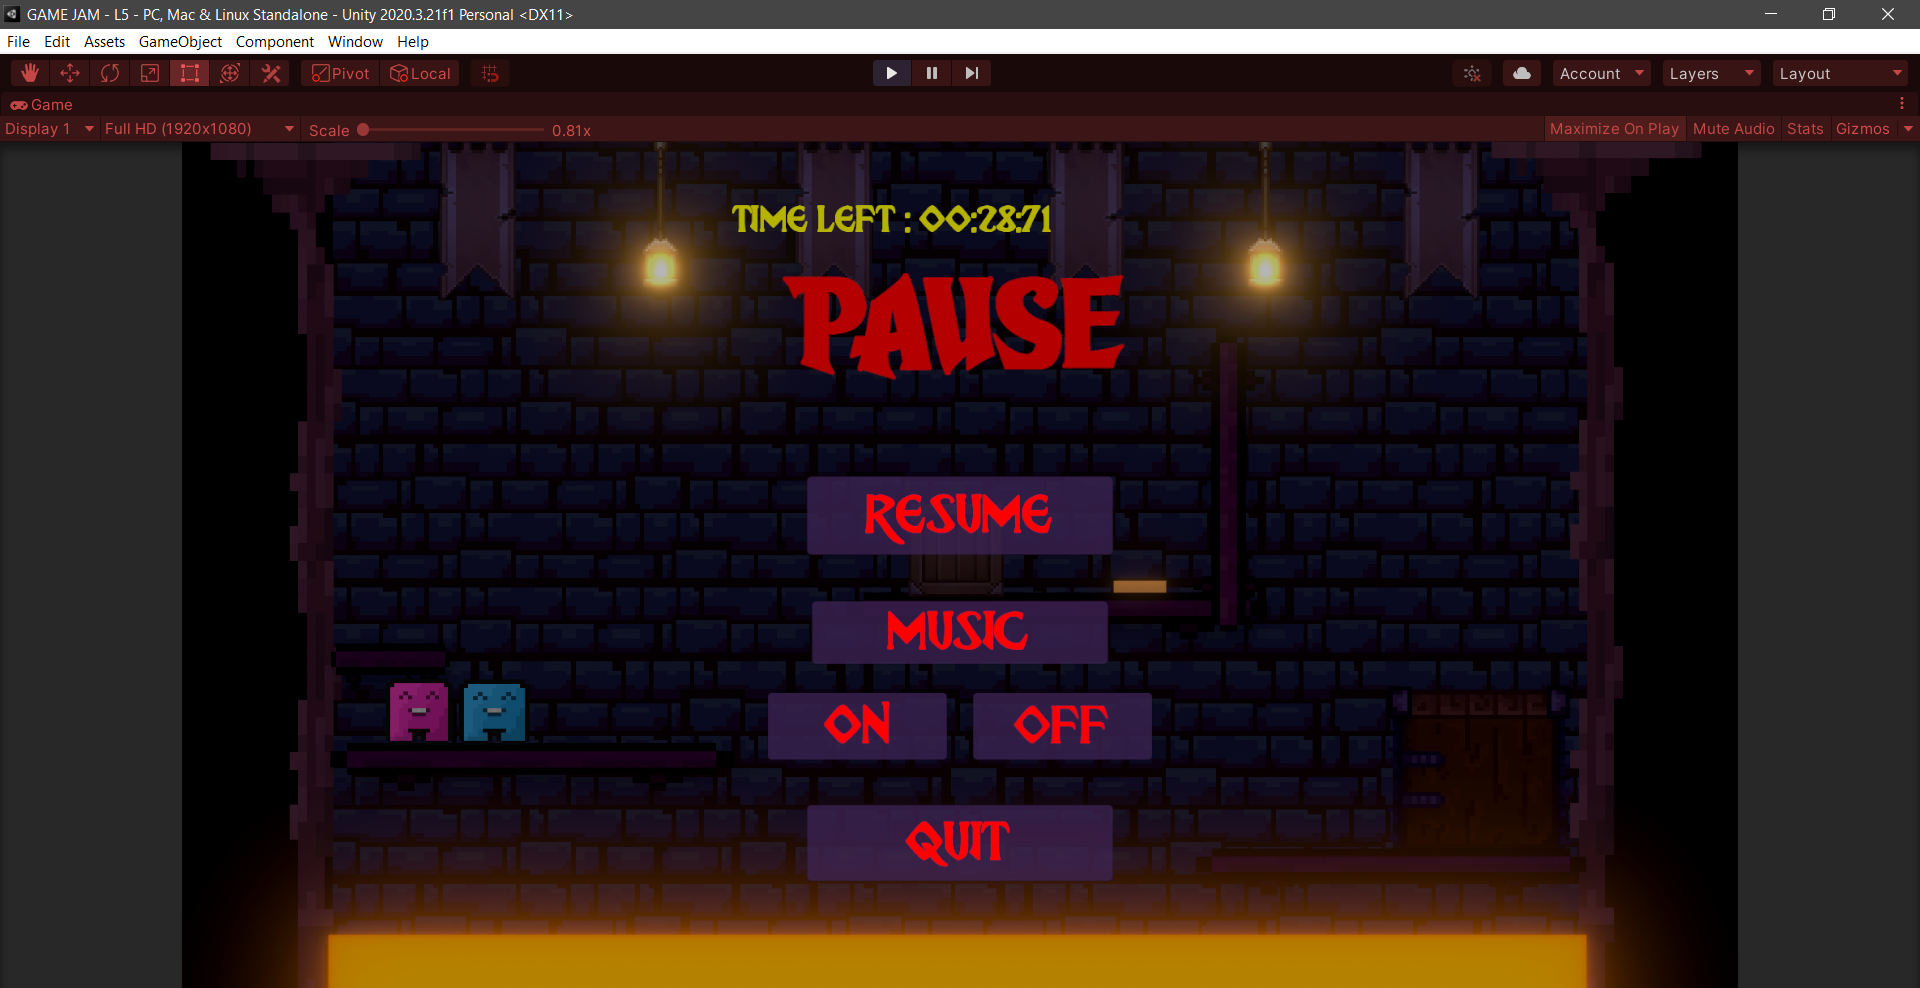 GAME JAM - L5 - PC, Mac & Linux Standalone - Unity 2020.3.21f1 Personal <DX11>
File Edit Assets GameObject Component Window Help
Pivot Local Account Layers Layout
Game
Display 1 Full HD (1920x1080) Scale 0.81x Maximize On Play Mute Audio Stats Gizmos
TIME LEFT : 00:28:71
PAUSE
RESUME
MUSIC
ON OFF
QUIT